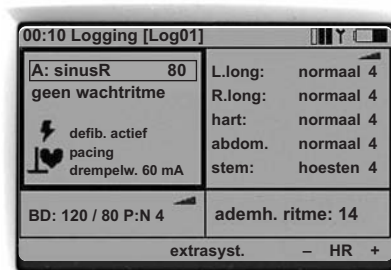 00:10 Logging [Log01]
A: sinusR 80
geen wachtritme
defib. actief
pacing
drempelw. 60 mA
L.long: normaal 4
R.long: normaal 4
hart: normaal 4
abdom. normaal 4
stem: hoesten 4
BD: 120 / 80 P:N 4
ademh. ritme: 14
extrasyst. – HR +